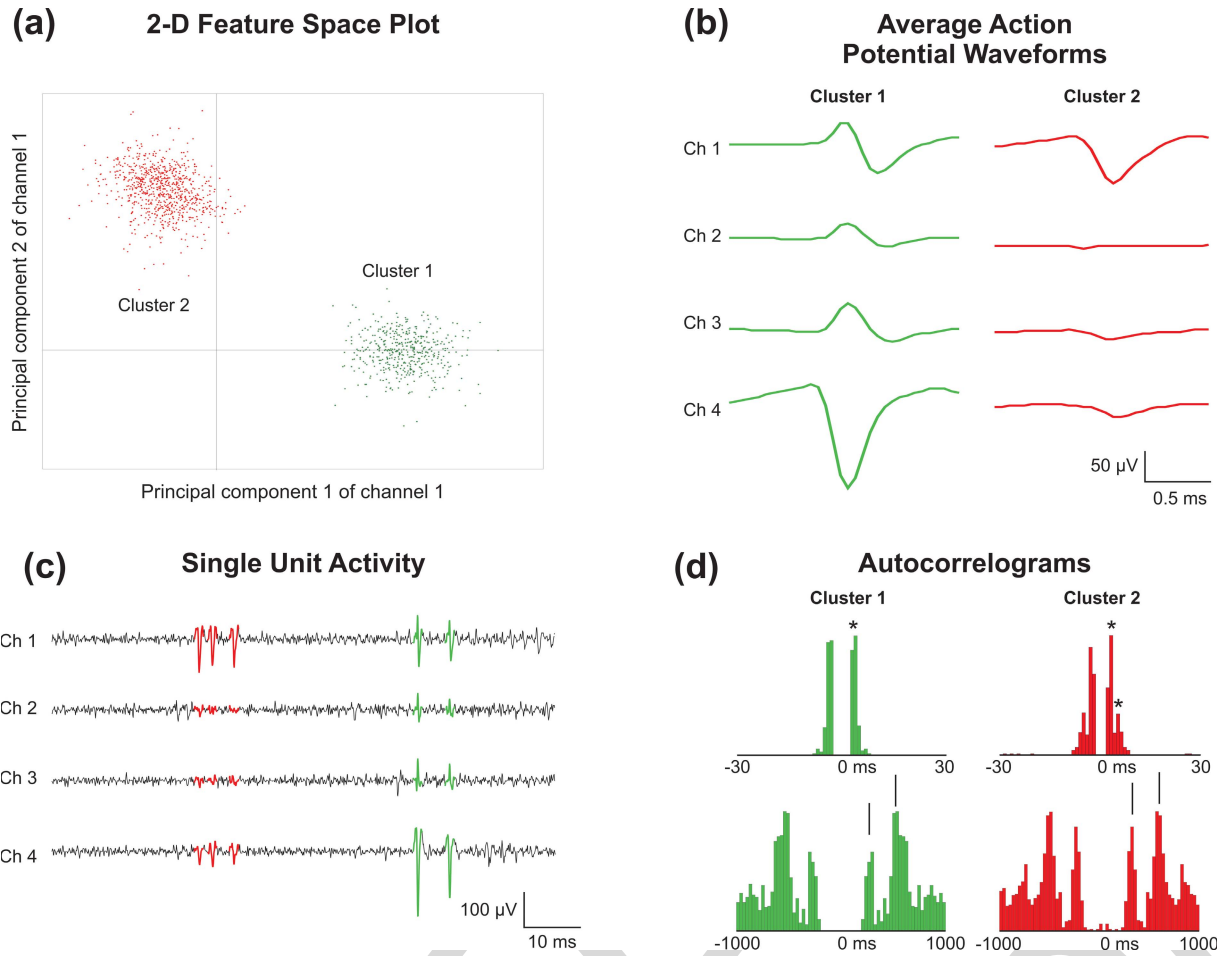 (a)
2-D Feature Space Plot
Principal component 2 of channel 1
Cluster 1
Cluster 2
Principal component 1 of channel 1
(b)
Average Action
Potential Waveforms
Cluster 1
Cluster 2
Ch 1
Ch 2
Ch 3
Ch 4
50 µV
0.5 ms
(c)
Single Unit Activity
Ch 1
Ch 2
Ch 3
Ch 4
100 µV
10 ms
(d)
Autocorrelograms
Cluster 1
Cluster 2
*
*
*
-30 0 ms 30
-30 0 ms 30
-1000 0 ms 1000
-1000 0 ms 1000